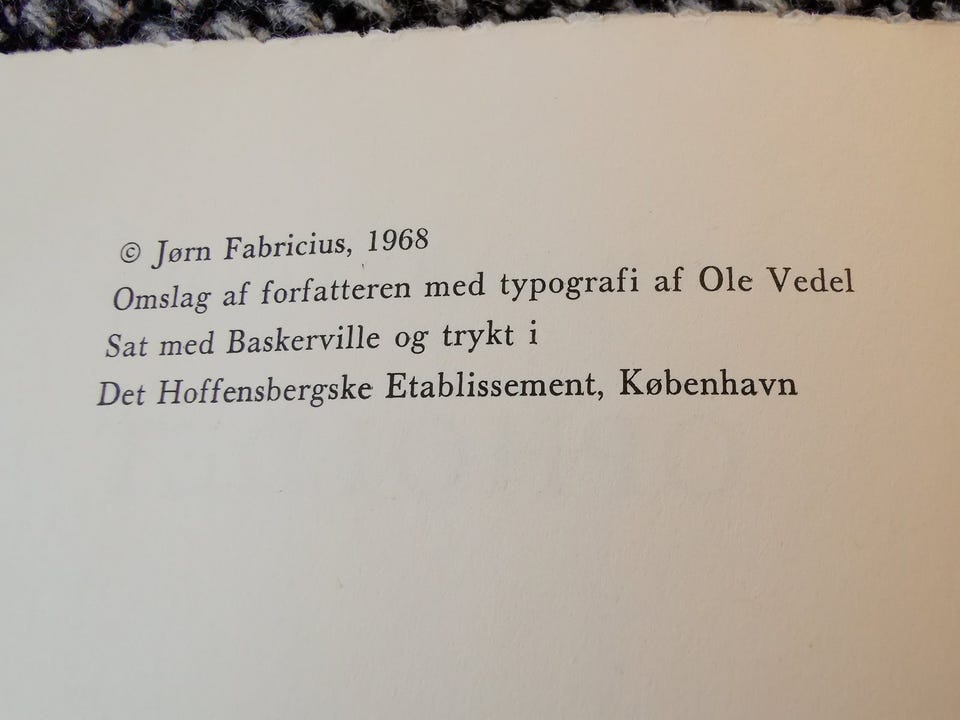 © Jørn Fabricius, 1968
Omslag af forfatteren med typografi af Ole Vedel
Sat med Baskerville og trykt i
Det Hoffensbergske Etablissement, København